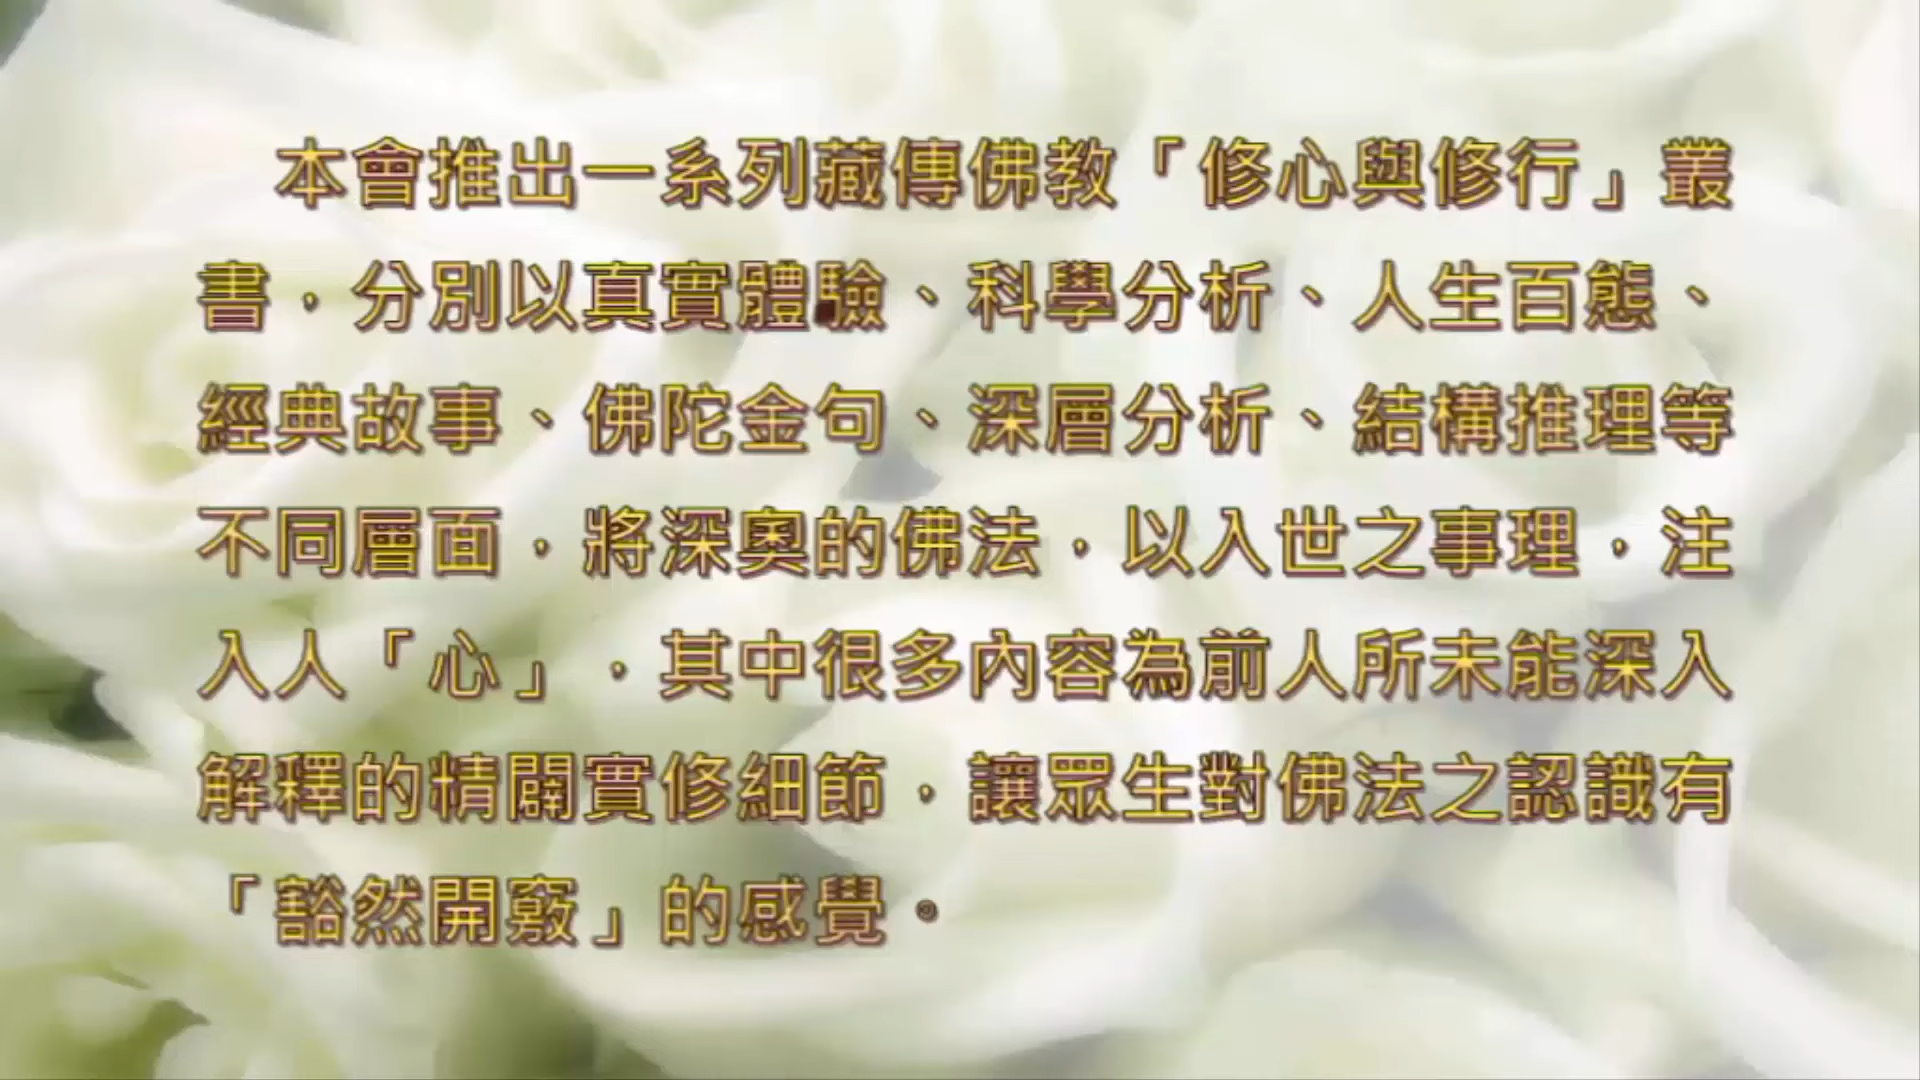 本會推出一系列藏傳佛教「修心與修行」叢
書，分別以真實體驗、科學分析、人生百態、
經典故事、佛陀金句、深層分析、結構推理等
不同層面，將深奧的佛法，以入世之事理，注
入人「心」，其中很多內容為前人所未能深入
解釋的精闢實修細節，讓眾生對佛法之認識有
「豁然開竅」的感覺。